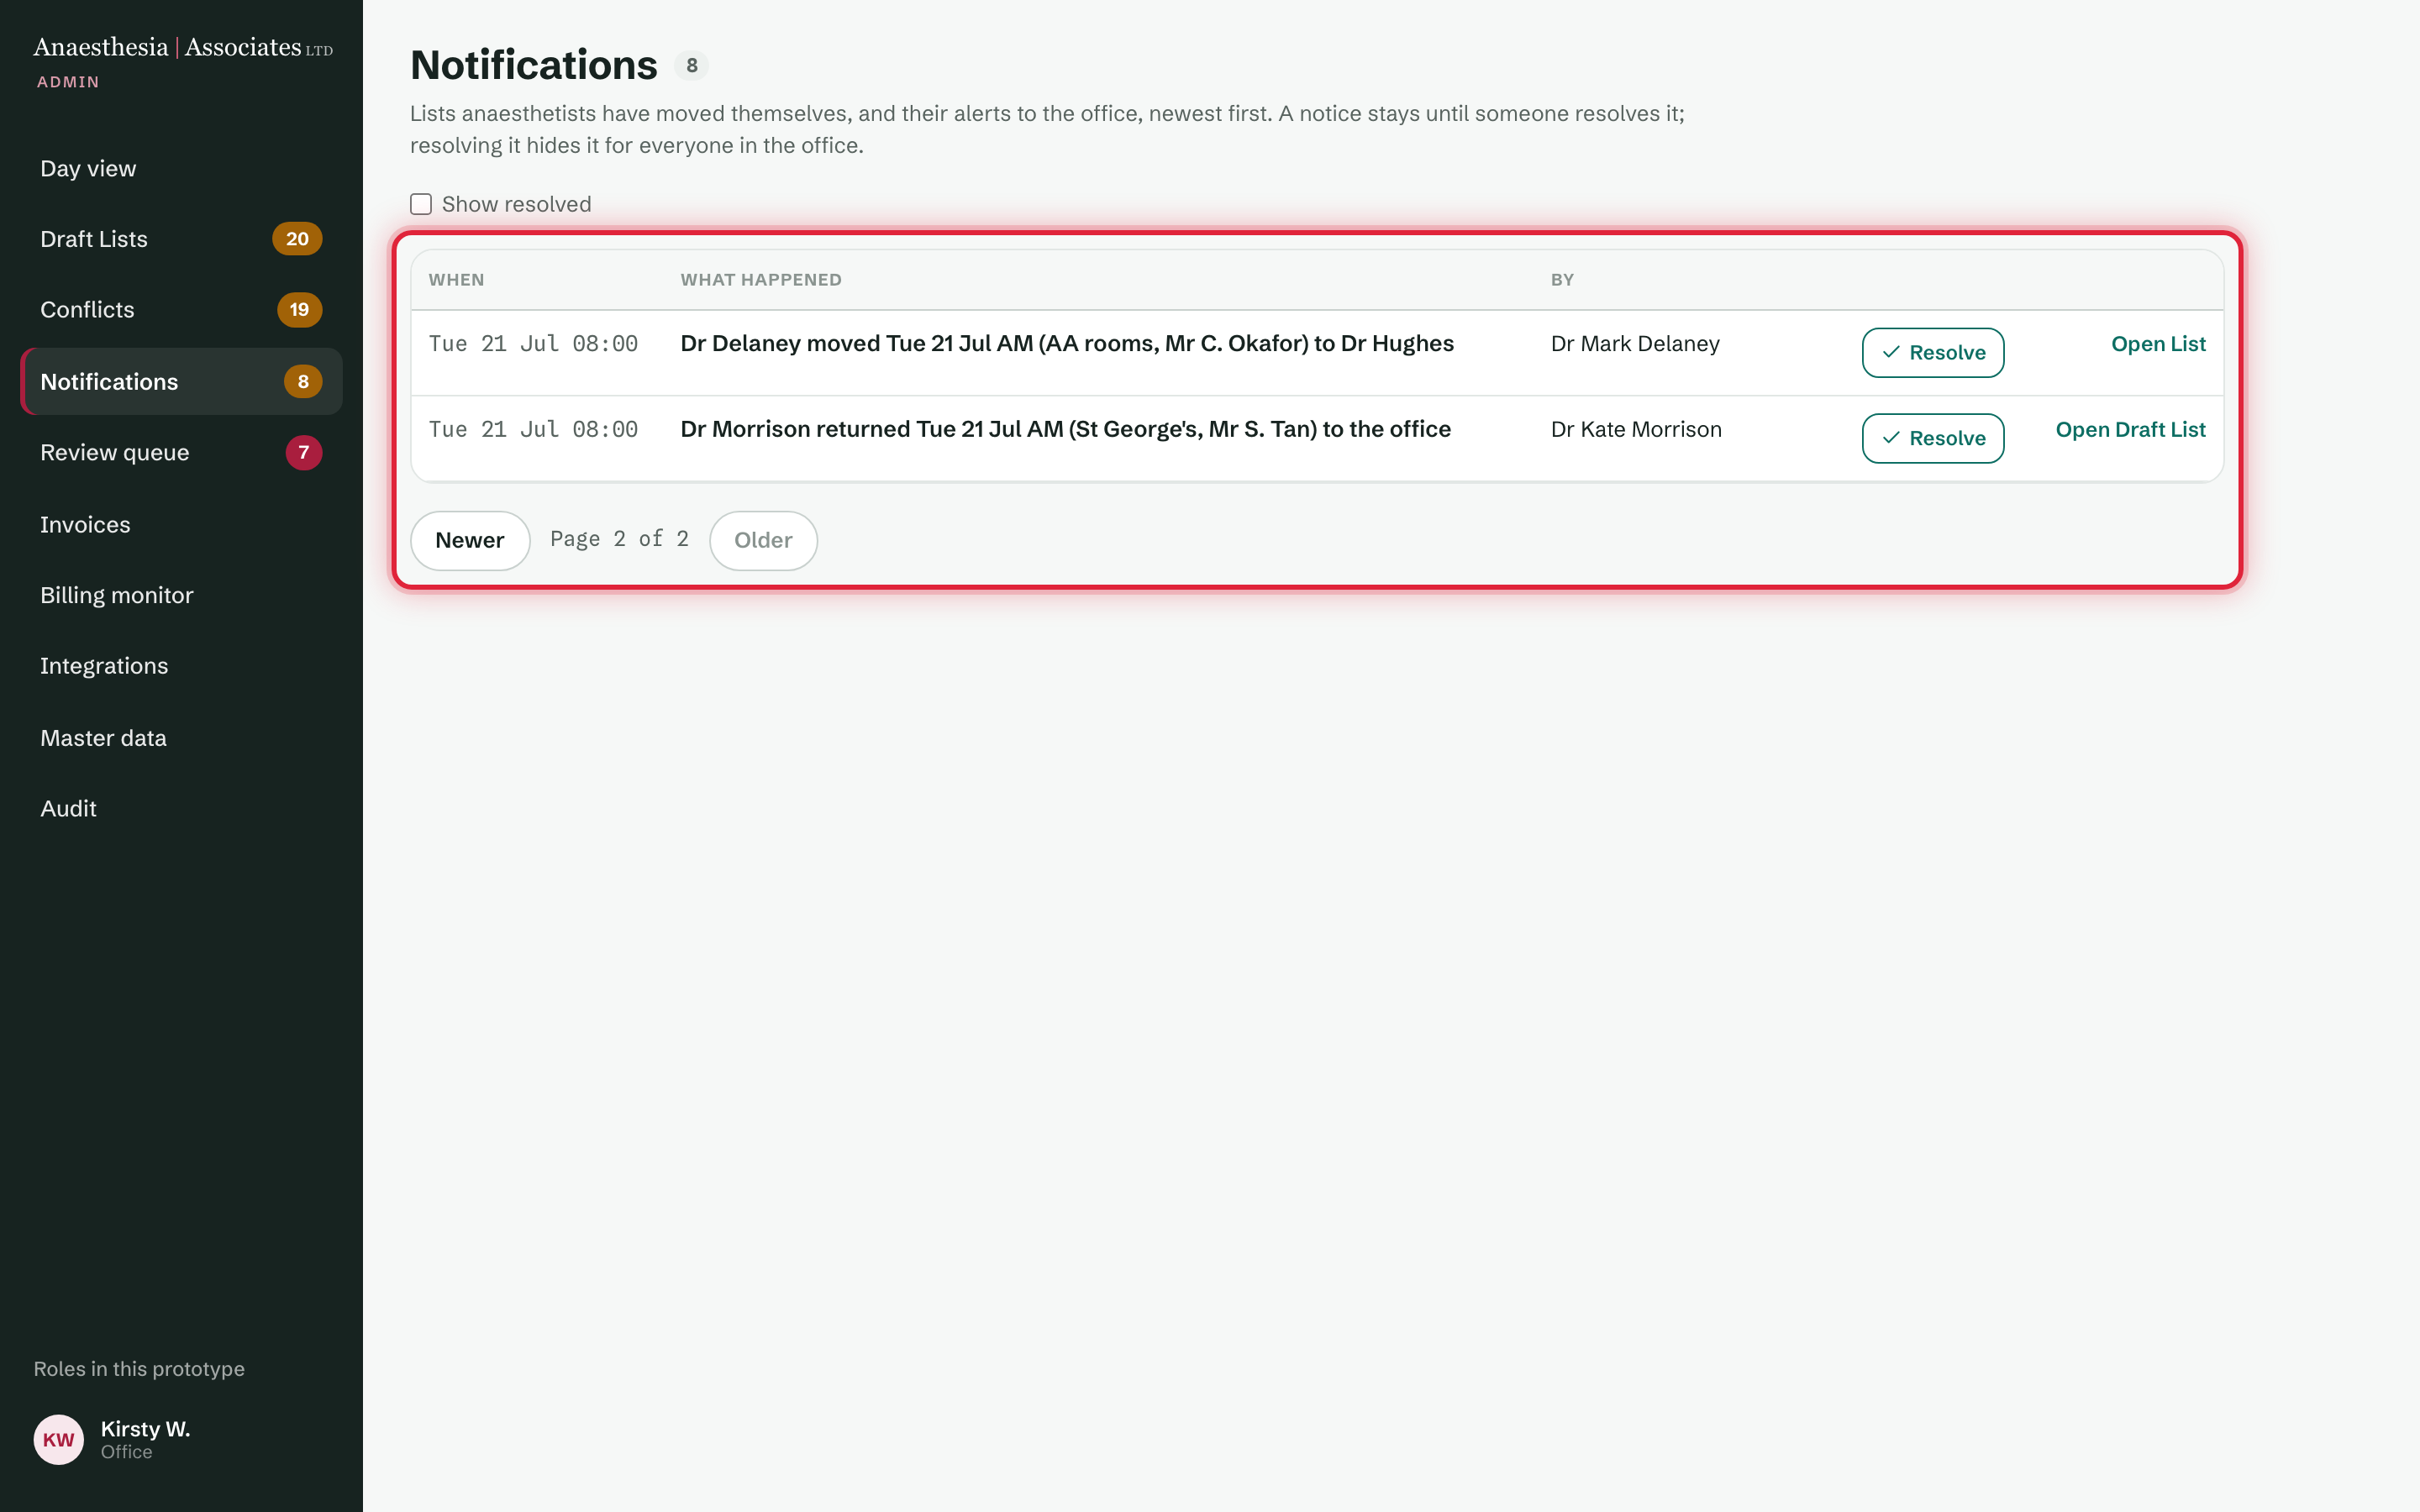 Anaesthesia | Associates LTD
ADMIN
Day view
Draft Lists 20
Conflicts 19
Notifications 8
Review queue 7
Invoices
Billing monitor
Integrations
Master data
Audit
Roles in this prototype
KW Kirsty W.
Office
Notifications 8
Lists anaesthetists have moved themselves, and their alerts to the office, newest first. A notice stays until someone resolves it;
resolving it hides it for everyone in the office.
Show resolved
WHEN WHAT HAPPENED BY
Tue 21 Jul 08:00 Dr Delaney moved Tue 21 Jul AM (AA rooms, Mr C. Okafor) to Dr Hughes Dr Mark Delaney Resolve Open List
Tue 21 Jul 08:00 Dr Morrison returned Tue 21 Jul AM (St George's, Mr S. Tan) to the office Dr Kate Morrison Resolve Open Draft List
Newer Page 2 of 2 Older